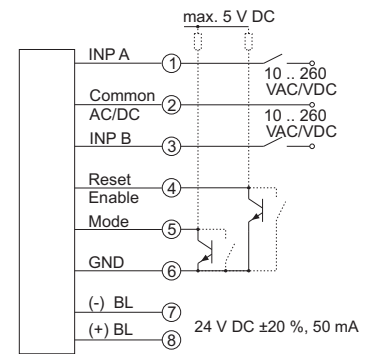 max. 5 V DC
INP A
1
10 .. 260
VAC/VDC
Common
AC/DC
2
10 .. 260
VAC/VDC
INP B
3
Reset
Enable
4
Mode
5
GND
6
(-) BL
7
(+) BL
8
24 V DC ±20 %, 50 mA